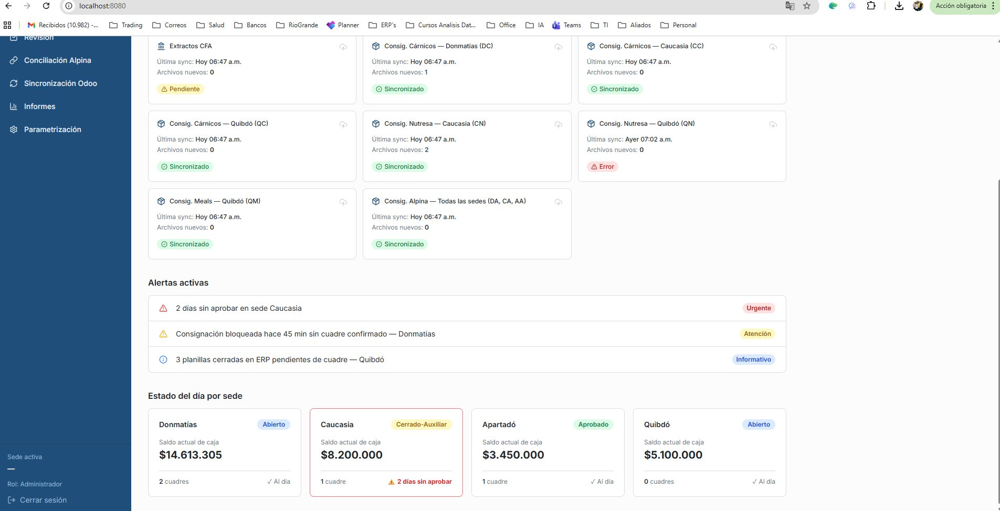 localhost:8080
Acción obligatoria
Recibidos (10.982) -...
Trading
Correos
Salud
Bancos
RioGrande
Planner
ERP´s
Cursos Analisis Dat...
Office
IA
Teams
TI
Aliados
Personal
Revisión
Conciliación Alpina
Sincronización Odoo
Informes
Parametrización
Sede activa
—
Rol: Administrador
Cerrar sesión
Extractos CFA
Última sync: Hoy 06:47 a.m.
Archivos nuevos: 0
Pendiente
Consig. Cárnicos — Donmatías (DC)
Última sync: Hoy 06:47 a.m.
Archivos nuevos: 1
Sincronizado
Consig. Cárnicos — Caucasia (CC)
Última sync: Hoy 06:47 a.m.
Archivos nuevos: 0
Sincronizado
Consig. Cárnicos — Quibdó (QC)
Última sync: Hoy 06:47 a.m.
Archivos nuevos: 0
Sincronizado
Consig. Nutresa — Caucasia (CN)
Última sync: Hoy 06:47 a.m.
Archivos nuevos: 2
Sincronizado
Consig. Nutresa — Quibdó (QN)
Última sync: Ayer 07:02 a.m.
Archivos nuevos: 0
Error
Consig. Meals — Quibdó (QM)
Última sync: Hoy 06:47 a.m.
Archivos nuevos: 0
Sincronizado
Consig. Alpina — Todas las sedes (DA, CA, AA)
Última sync: Hoy 06:47 a.m.
Archivos nuevos: 0
Sincronizado
Alertas activas
2 días sin aprobar en sede Caucasia
Urgente
Consignación bloqueada hace 45 min sin cuadre confirmado — Donmatías
Atención
3 planillas cerradas en ERP pendientes de cuadre — Quibdó
Informativo
Estado del día por sede
Donmatías
Abierto
Saldo actual de caja
$14.613.305
2 cuadres
✓ Al día
Caucasia
Cerrado-Auxiliar
Saldo actual de caja
$8.200.000
1 cuadre
⚠ 2 días sin aprobar
Apartadó
Aprobado
Saldo actual de caja
$3.450.000
1 cuadre
✓ Al día
Quibdó
Abierto
Saldo actual de caja
$5.100.000
0 cuadres
✓ Al día